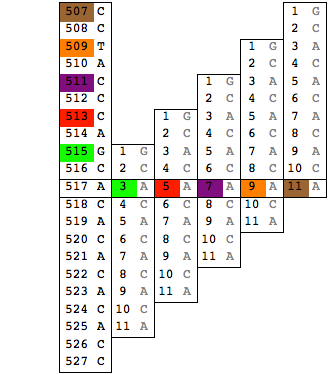 507 C 1 G
508 C 2 C
509 T 1 G 3 A
510 A 2 C 4 C
511 C 1 G 3 A 5 A
512 C 2 C 4 C 6 C
513 C 1 G 3 A 5 A 7 A
514 A 2 C 4 C 6 C 8 C
515 G 1 G 3 A 5 A 7 A 9 A
516 C 2 C 4 C 6 C 8 C 10 C
517 A 3 A 5 A 7 A 9 A 11 A
518 C 4 C 6 C 8 C 10 C
519 A 5 A 7 A 9 A 11 A
520 C 6 C 8 C 10 C
521 A 7 A 9 A 11 A
522 C 8 C 10 C
523 A 9 A 11 A
524 C 10 C
525 A 11 A
526 C
527 C